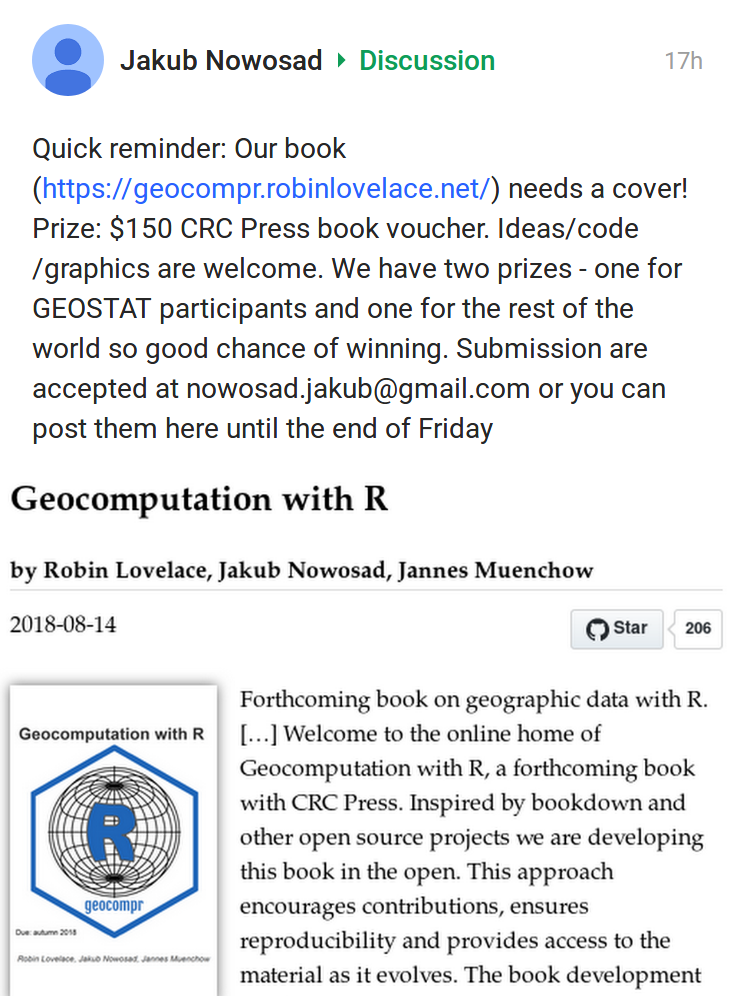 Jakub Nowosad ▸ Discussion 17h
Quick reminder: Our book
(https://geocompr.robinlovelace.net/) needs a cover!
Prize: $150 CRC Press book voucher. Ideas/code
/graphics are welcome. We have two prizes - one for
GEOSTAT participants and one for the rest of the
world so good chance of winning. Submission are
accepted at nowosad.jakub@gmail.com or you can
post them here until the end of Friday
Geocomputation with R
by Robin Lovelace, Jakub Nowosad, Jannes Muenchow
2018-08-14
Star 206
Geocomputation with R
R
geocompr
Due: autumn 2018
Robin Lovelace, Jakub Nowosad, Jannes Muenchow
Forthcoming book on geographic data with R.
[…] Welcome to the online home of
Geocomputation with R, a forthcoming book
with CRC Press. Inspired by bookdown and
other open source projects we are developing
this book in the open. This approach
encourages contributions, ensures
reproducibility and provides access to the
material as it evolves. The book development